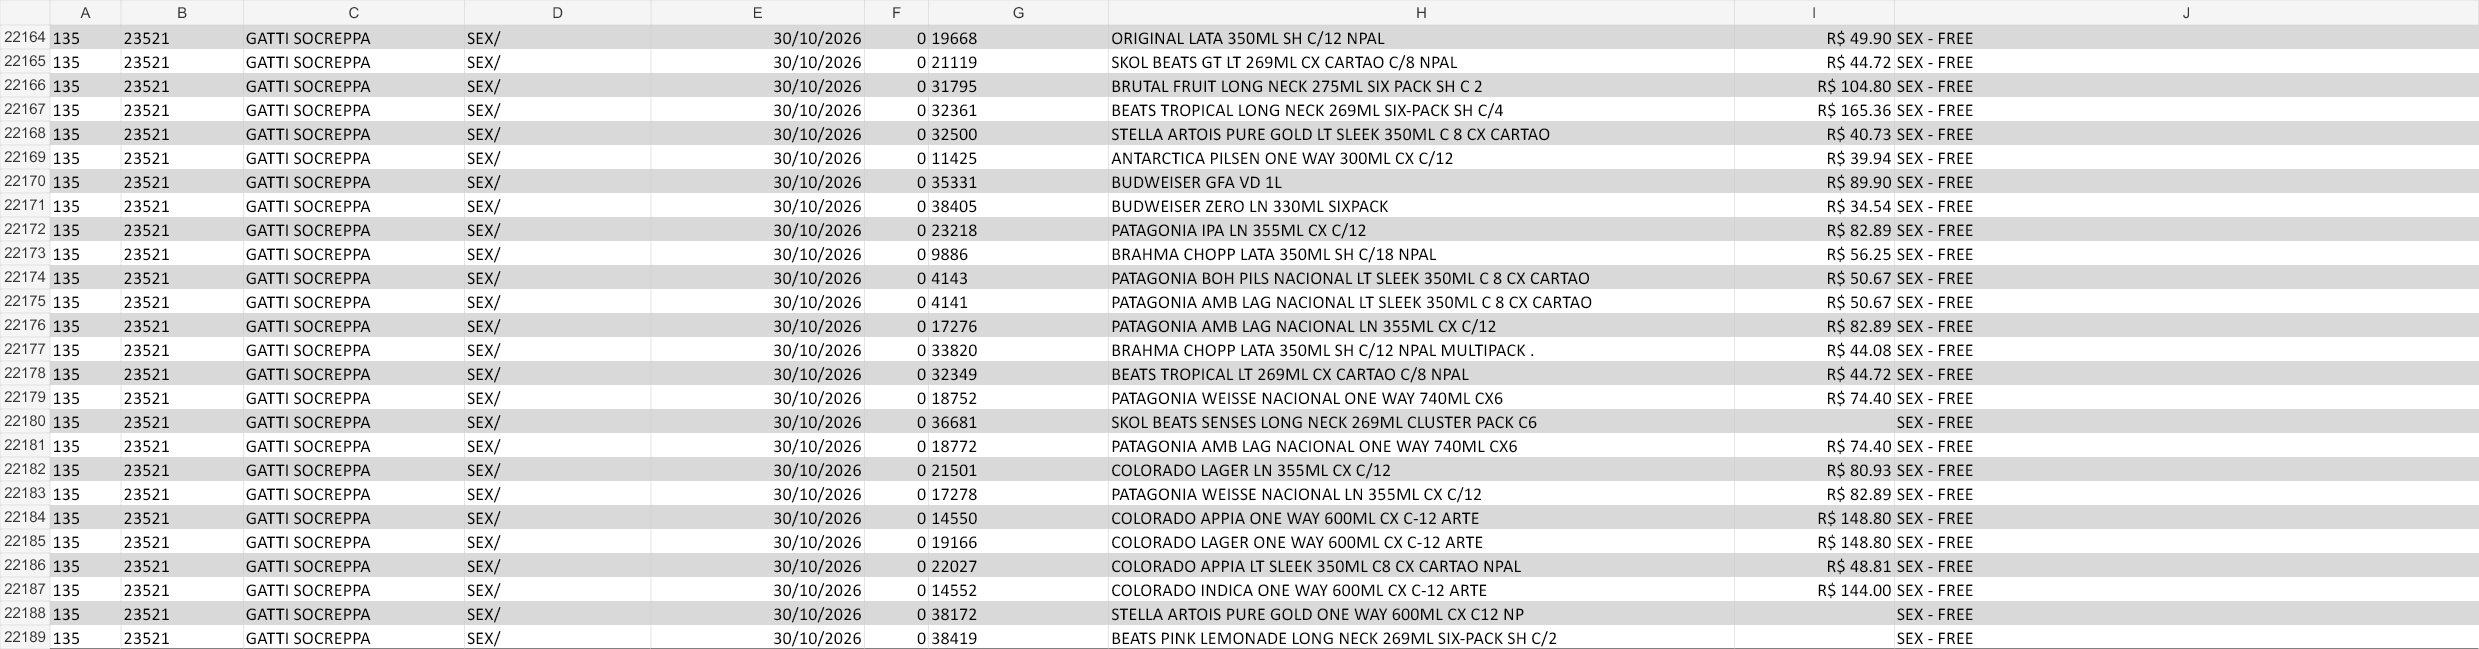 A B C D E F G H I J
22164 135 23521 GATTI SOCREPPA SEX/ 30/10/2026 0 19668 ORIGINAL LATA 350ML SH C/12 NPAL R$ 49.90 SEX - FREE
22165 135 23521 GATTI SOCREPPA SEX/ 30/10/2026 0 21119 SKOL BEATS GT LT 269ML CX CARTAO C/8 NPAL R$ 44.72 SEX - FREE
22166 135 23521 GATTI SOCREPPA SEX/ 30/10/2026 0 31795 BRUTAL FRUIT LONG NECK 275ML SIX PACK SH C 2 R$ 104.80 SEX - FREE
22167 135 23521 GATTI SOCREPPA SEX/ 30/10/2026 0 32361 BEATS TROPICAL LONG NECK 269ML SIX-PACK SH C/4 R$ 165.36 SEX - FREE
22168 135 23521 GATTI SOCREPPA SEX/ 30/10/2026 0 32500 STELLA ARTOIS PURE GOLD LT SLEEK 350ML C 8 CX CARTAO R$ 40.73 SEX - FREE
22169 135 23521 GATTI SOCREPPA SEX/ 30/10/2026 0 11425 ANTARCTICA PILSEN ONE WAY 300ML CX C/12 R$ 39.94 SEX - FREE
22170 135 23521 GATTI SOCREPPA SEX/ 30/10/2026 0 35331 BUDWEISER GFA VD 1L R$ 89.90 SEX - FREE
22171 135 23521 GATTI SOCREPPA SEX/ 30/10/2026 0 38405 BUDWEISER ZERO LN 330ML SIXPACK R$ 34.54 SEX - FREE
22172 135 23521 GATTI SOCREPPA SEX/ 30/10/2026 0 23218 PATAGONIA IPA LN 355ML CX C/12 R$ 82.89 SEX - FREE
22173 135 23521 GATTI SOCREPPA SEX/ 30/10/2026 0 9886 BRAHMA CHOPP LATA 350ML SH C/18 NPAL R$ 56.25 SEX - FREE
22174 135 23521 GATTI SOCREPPA SEX/ 30/10/2026 0 4143 PATAGONIA BOH PILS NACIONAL LT SLEEK 350ML C 8 CX CARTAO R$ 50.67 SEX - FREE
22175 135 23521 GATTI SOCREPPA SEX/ 30/10/2026 0 4141 PATAGONIA AMB LAG NACIONAL LT SLEEK 350ML C 8 CX CARTAO R$ 50.67 SEX - FREE
22176 135 23521 GATTI SOCREPPA SEX/ 30/10/2026 0 17276 PATAGONIA AMB LAG NACIONAL LN 355ML CX C/12 R$ 82.89 SEX - FREE
22177 135 23521 GATTI SOCREPPA SEX/ 30/10/2026 0 33820 BRAHMA CHOPP LATA 350ML SH C/12 NPAL MULTIPACK . R$ 44.08 SEX - FREE
22178 135 23521 GATTI SOCREPPA SEX/ 30/10/2026 0 32349 BEATS TROPICAL LT 269ML CX CARTAO C/8 NPAL R$ 44.72 SEX - FREE
22179 135 23521 GATTI SOCREPPA SEX/ 30/10/2026 0 18752 PATAGONIA WEISSE NACIONAL ONE WAY 740ML CX6 R$ 74.40 SEX - FREE
22180 135 23521 GATTI SOCREPPA SEX/ 30/10/2026 0 36681 SKOL BEATS SENSES LONG NECK 269ML CLUSTER PACK C6 SEX - FREE
22181 135 23521 GATTI SOCREPPA SEX/ 30/10/2026 0 18772 PATAGONIA AMB LAG NACIONAL ONE WAY 740ML CX6 R$ 74.40 SEX - FREE
22182 135 23521 GATTI SOCREPPA SEX/ 30/10/2026 0 21501 COLORADO LAGER LN 355ML CX C/12 R$ 80.93 SEX - FREE
22183 135 23521 GATTI SOCREPPA SEX/ 30/10/2026 0 17278 PATAGONIA WEISSE NACIONAL LN 355ML CX C/12 R$ 82.89 SEX - FREE
22184 135 23521 GATTI SOCREPPA SEX/ 30/10/2026 0 14550 COLORADO APPIA ONE WAY 600ML CX C-12 ARTE R$ 148.80 SEX - FREE
22185 135 23521 GATTI SOCREPPA SEX/ 30/10/2026 0 19166 COLORADO LAGER ONE WAY 600ML CX C-12 ARTE R$ 148.80 SEX - FREE
22186 135 23521 GATTI SOCREPPA SEX/ 30/10/2026 0 22027 COLORADO APPIA LT SLEEK 350ML C8 CX CARTAO NPAL R$ 48.81 SEX - FREE
22187 135 23521 GATTI SOCREPPA SEX/ 30/10/2026 0 14552 COLORADO INDICA ONE WAY 600ML CX C-12 ARTE R$ 144.00 SEX - FREE
22188 135 23521 GATTI SOCREPPA SEX/ 30/10/2026 0 38172 STELLA ARTOIS PURE GOLD ONE WAY 600ML CX C12 NP SEX - FREE
22189 135 23521 GATTI SOCREPPA SEX/ 30/10/2026 0 38419 BEATS PINK LEMONADE LONG NECK 269ML SIX-PACK SH C/2 SEX - FREE